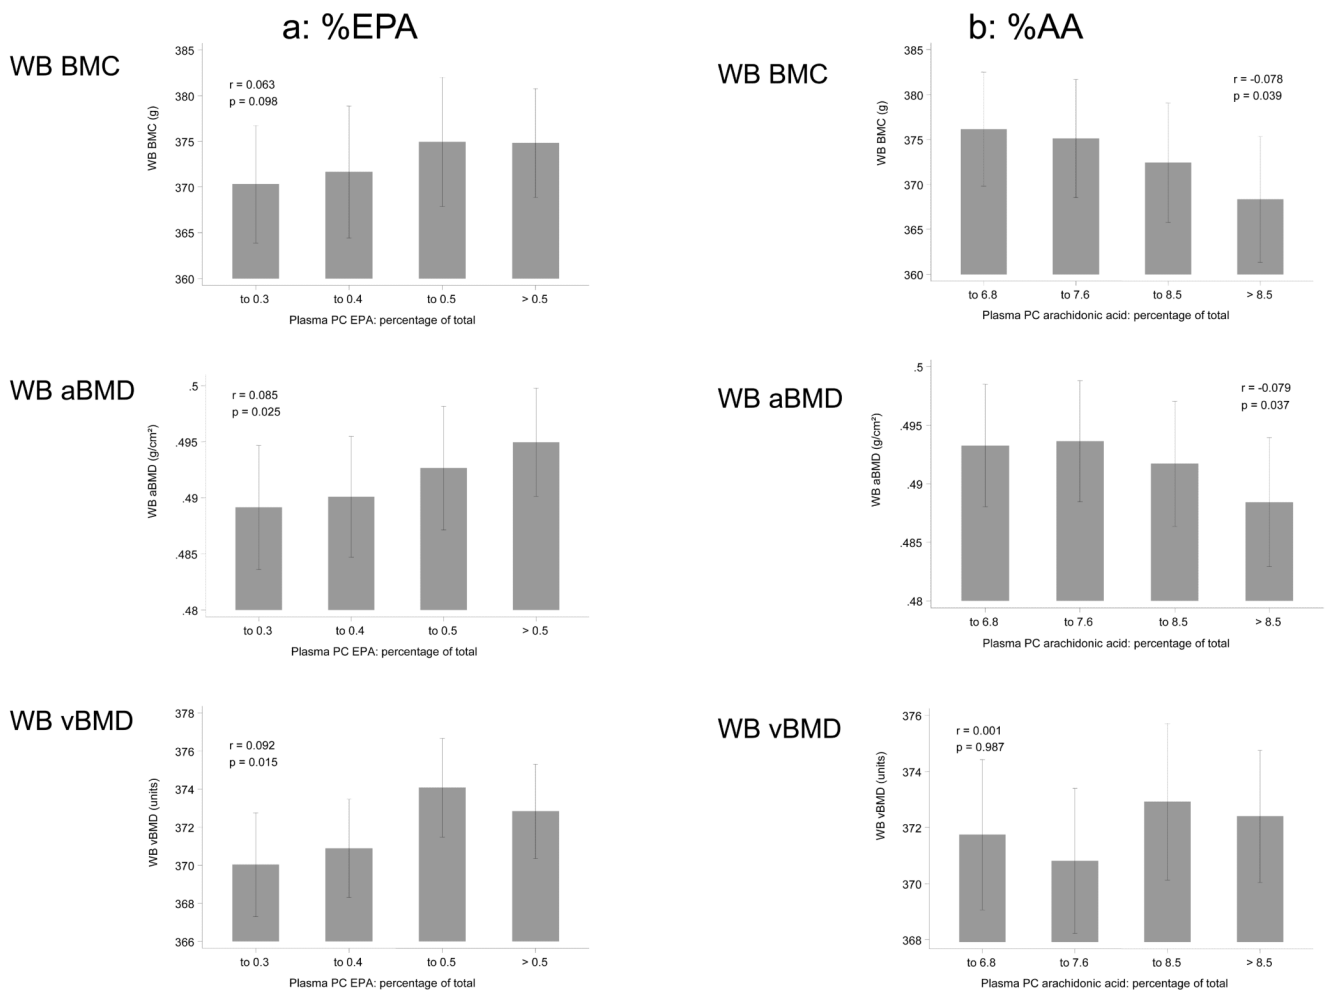 a: %EPA
WB BMC
385
380
375
370
365
360
WB BMC (g)
r = 0.063
p = 0.098
to 0.3 to 0.4 to 0.5 > 0.5
Plasma PC EPA: percentage of total
WB aBMD
.5
.495
.49
.485
.48
WB aBMD (g/cm²)
r = 0.085
p = 0.025
to 0.3 to 0.4 to 0.5 > 0.5
Plasma PC EPA: percentage of total
WB vBMD
378
376
374
372
370
368
366
WB vBMD (units)
r = 0.092
p = 0.015
to 0.3 to 0.4 to 0.5 > 0.5
Plasma PC EPA: percentage of total
b: %AA
WB BMC
385
380
375
370
365
360
WB BMC (g)
r = -0.078
p = 0.039
to 6.8 to 7.6 to 8.5 > 8.5
Plasma PC arachidonic acid: percentage of total
WB aBMD
.5
.495
.49
.485
.48
WB aBMD (g/cm²)
r = -0.079
p = 0.037
to 6.8 to 7.6 to 8.5 > 8.5
Plasma PC arachidonic acid: percentage of total
WB vBMD
376
374
372
370
368
WB vBMD (units)
r = 0.001
p = 0.987
to 6.8 to 7.6 to 8.5 > 8.5
Plasma PC arachidonic acid: percentage of total